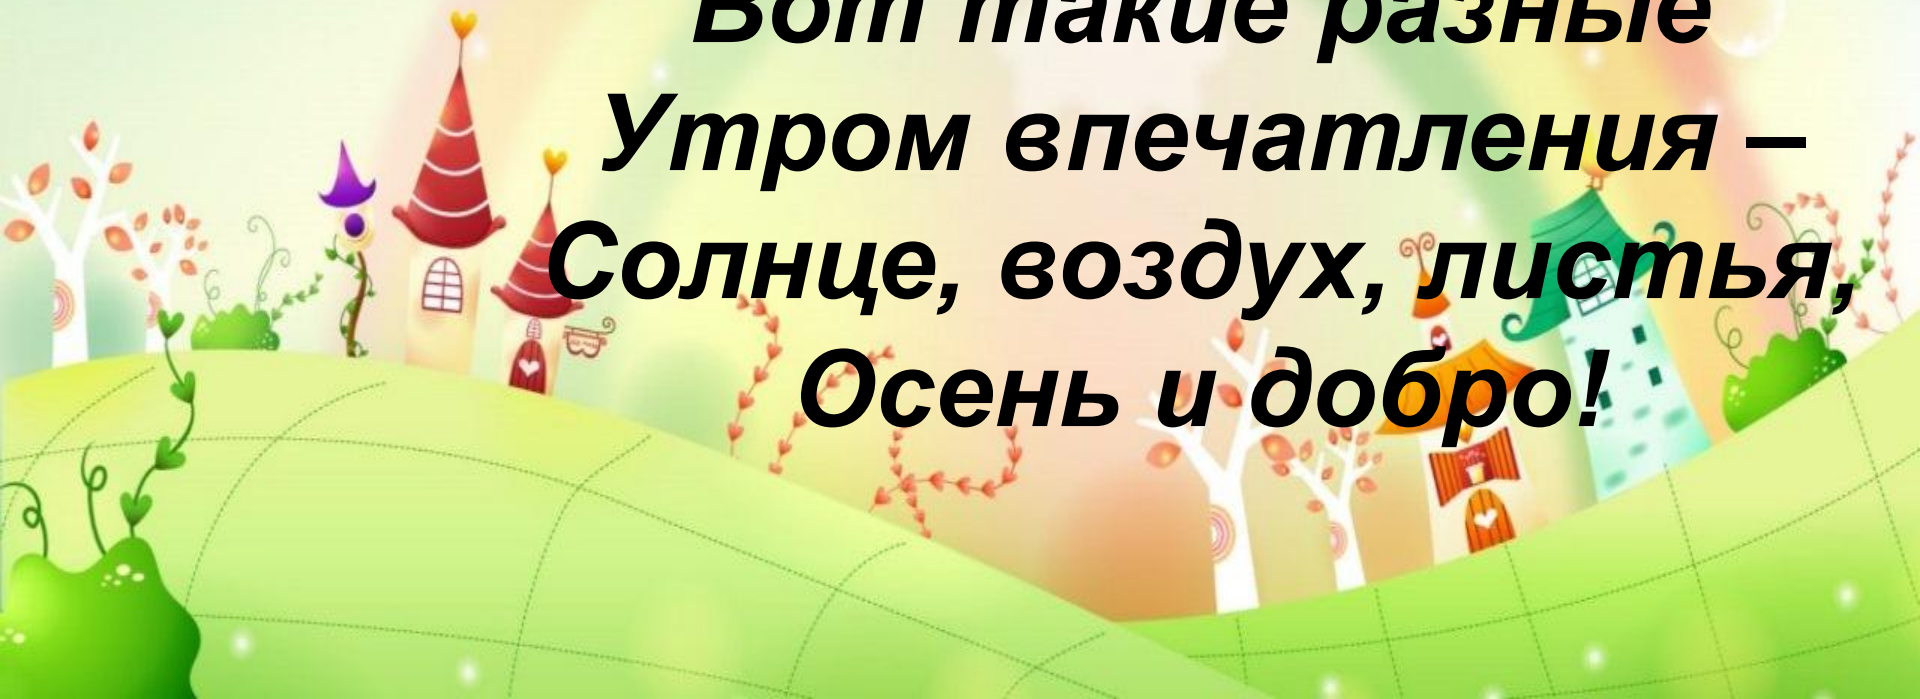 Вот такие разные
Утром впечатления –
Солнце, воздух, листья,
Осень и добро!